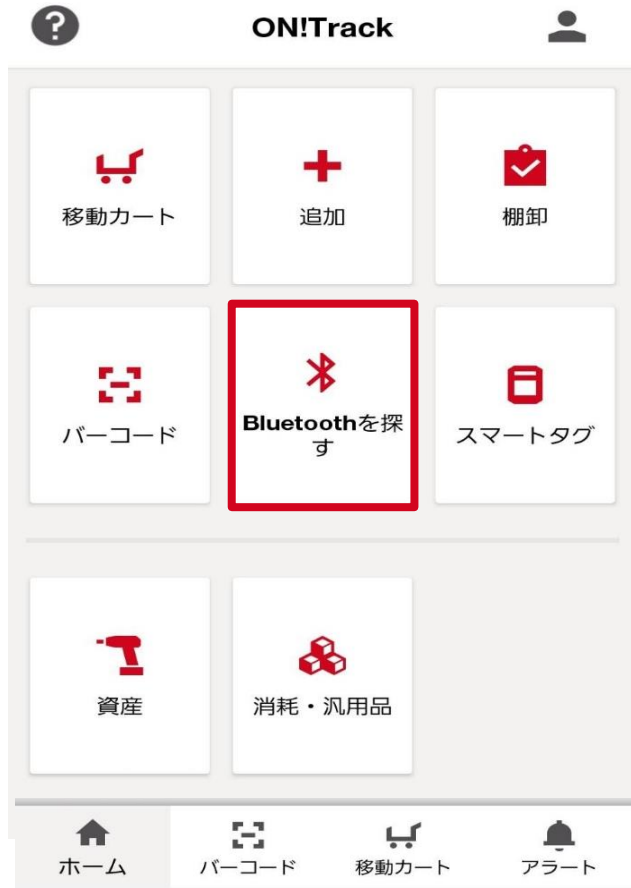 ON!Track
移動カート
追加
棚卸
バーコード
Bluetoothを探
す
スマートタグ
資産
消耗・汎用品
ホーム
バーコード
移動カート
アラート